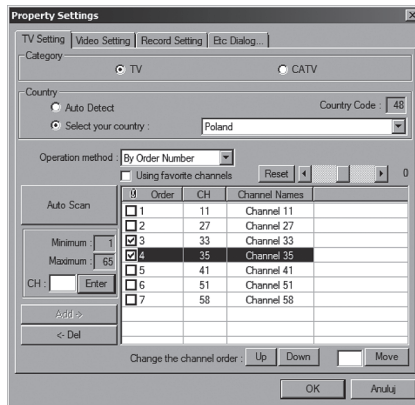 Property Settings
TV Setting Video Setting Record Setting Etc Dialog...
Category
TV CATV
Country
Auto Detect Country Code : 48
Select your country : Poland
Operation method : By Order Number
Using favorite channels Reset 0
Auto Scan
Order CH Channel Names
1 11 Channel 11
2 27 Channel 27
3 33 Channel 33
4 35 Channel 35
5 41 Channel 41
6 51 Channel 51
7 58 Channel 58
Minimum : 1
Maximum : 65
CH : Enter
Add ->
<- Del
Change the channel order : Up Down Move
OK Anuluj